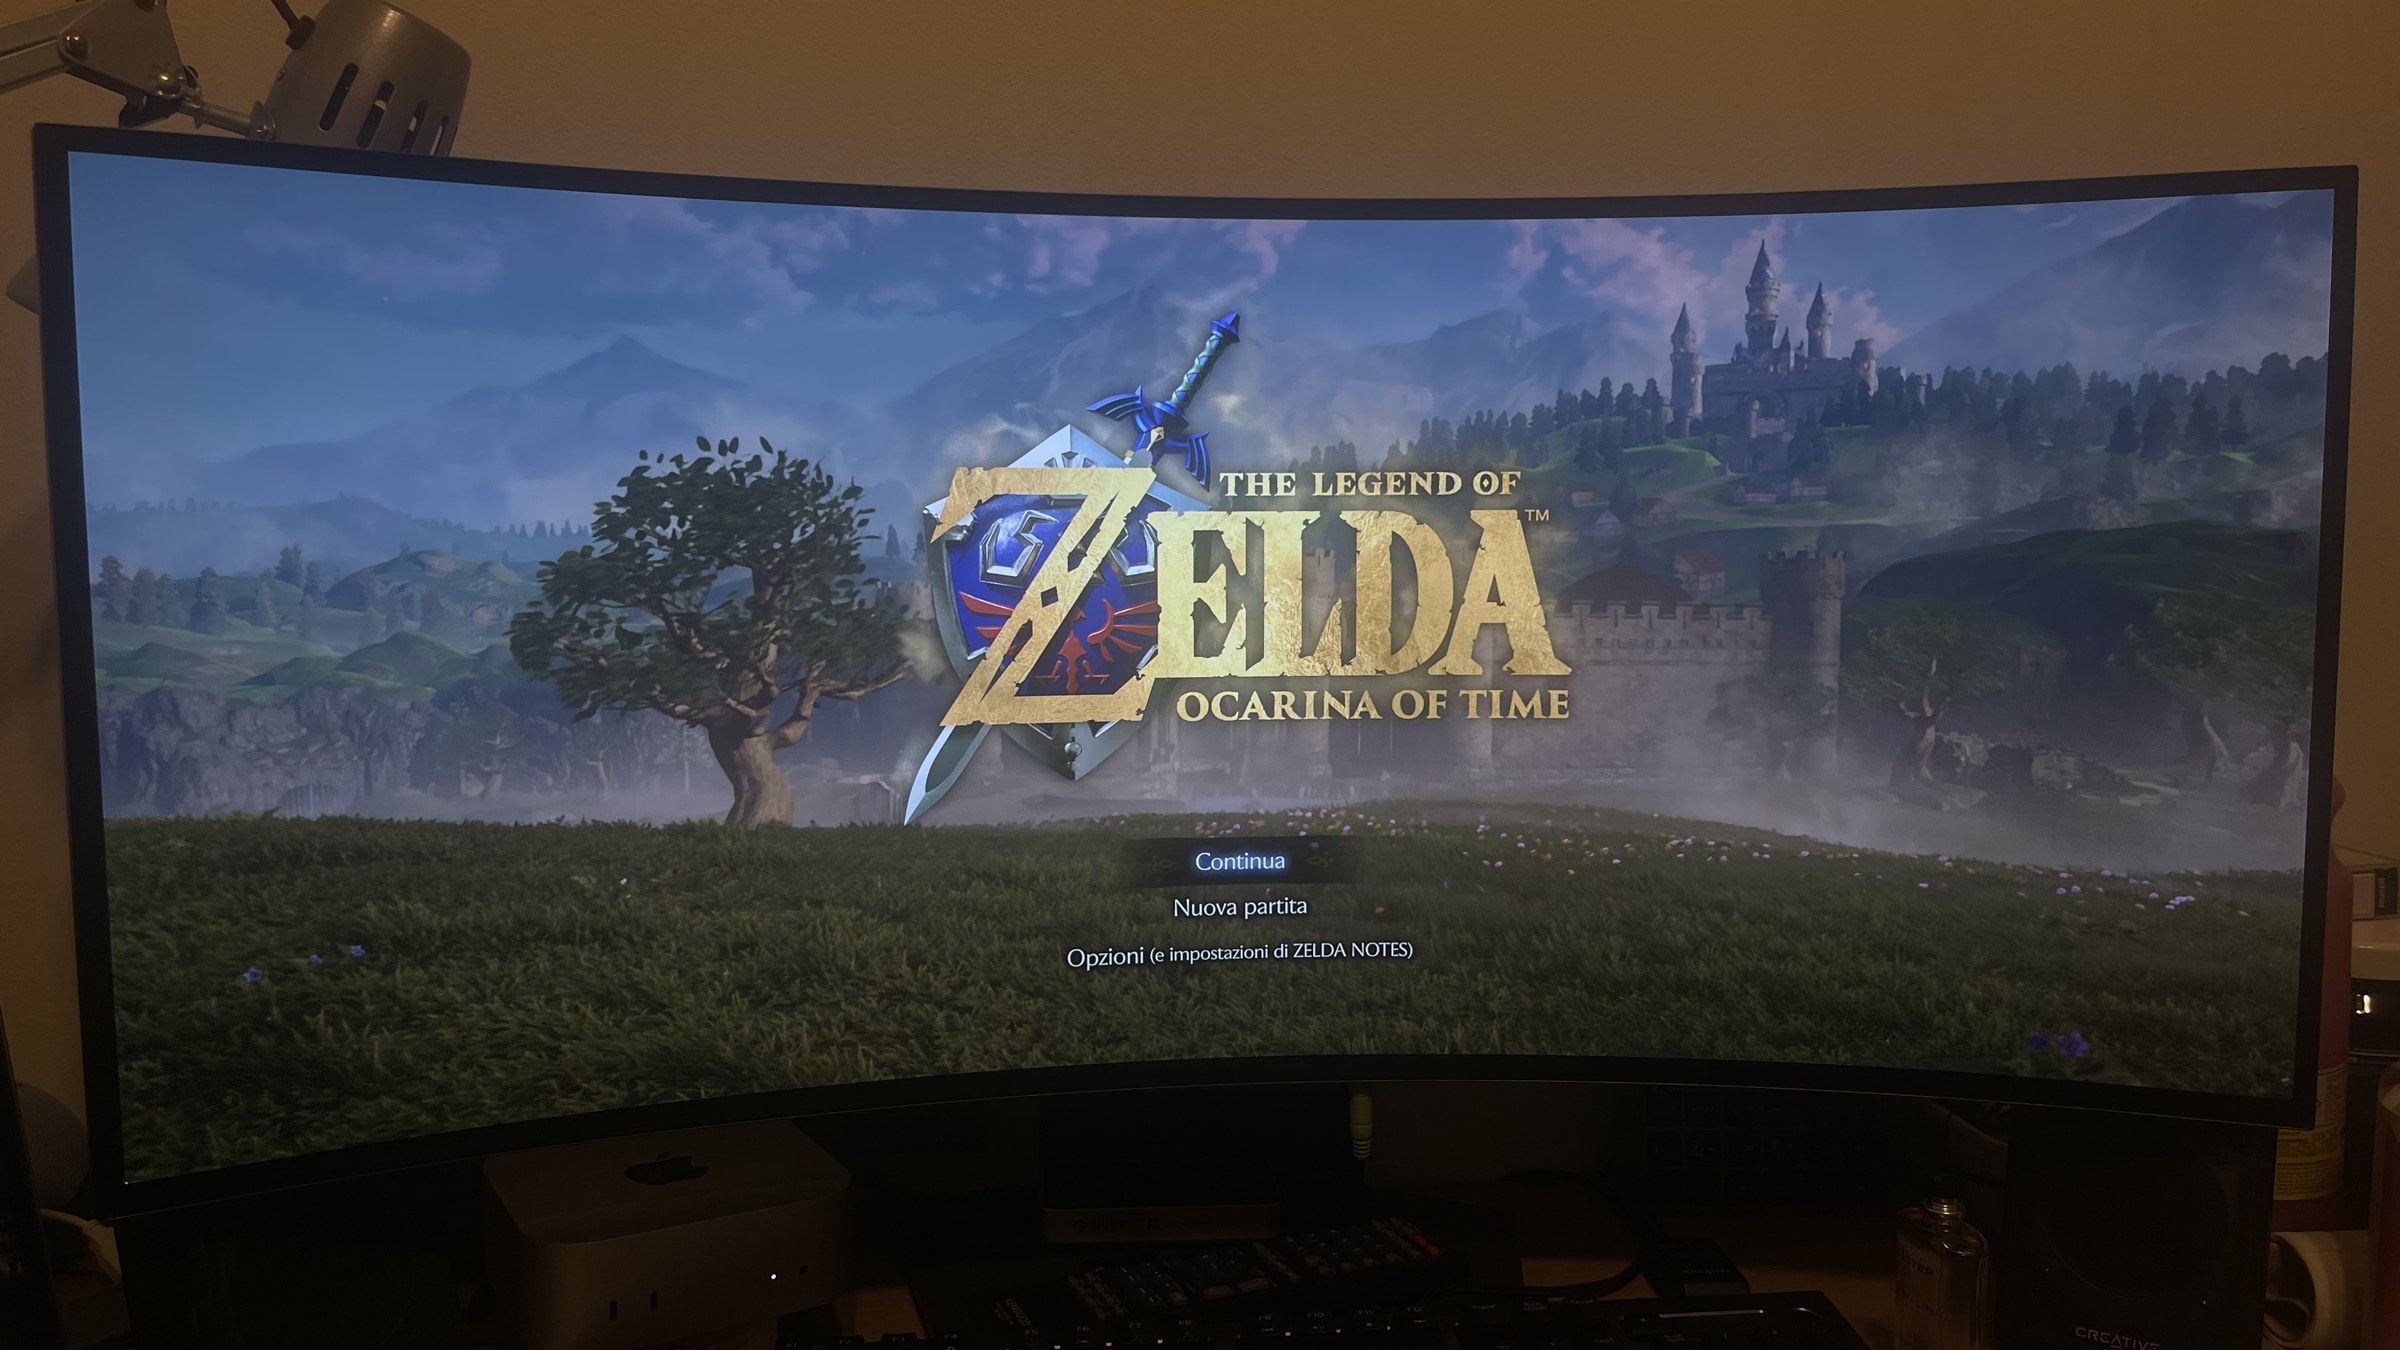 THE LEGEND OF
ZELDA™
OCARINA OF TIME
Continua
Nuova partita
Opzioni (e impostazioni di ZELDA NOTES)
CREATIVE